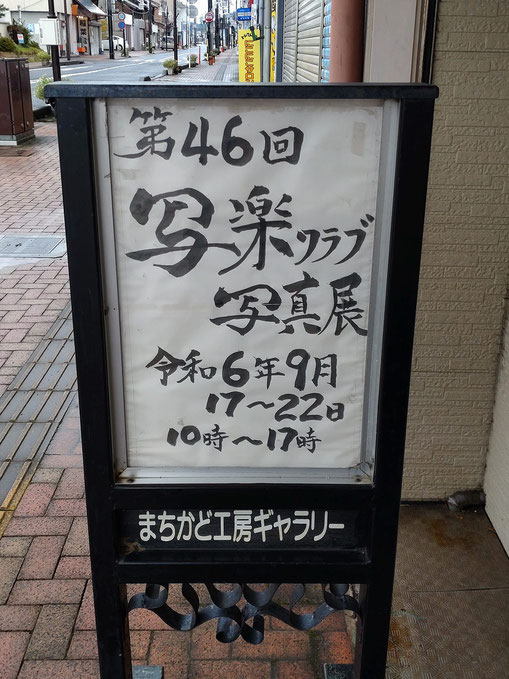 第46回
写楽クラブ
写真展
令和6年9月
17〜22日
10時〜17時
まちかど工房ギャラリー